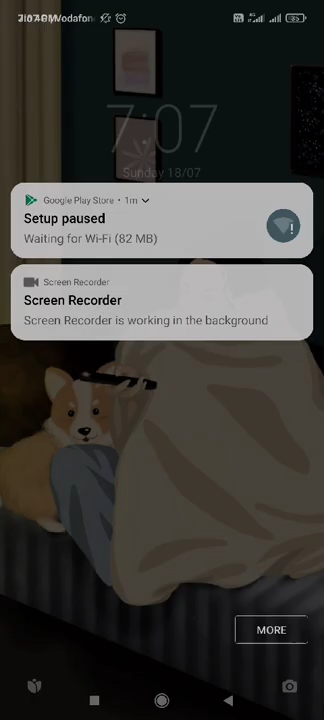 7:07
Sunday 18/07
Google Play Store • 1m
Setup paused
Waiting for Wi-Fi (82 MB)
Screen Recorder
Screen Recorder
Screen Recorder is working in the background
MORE